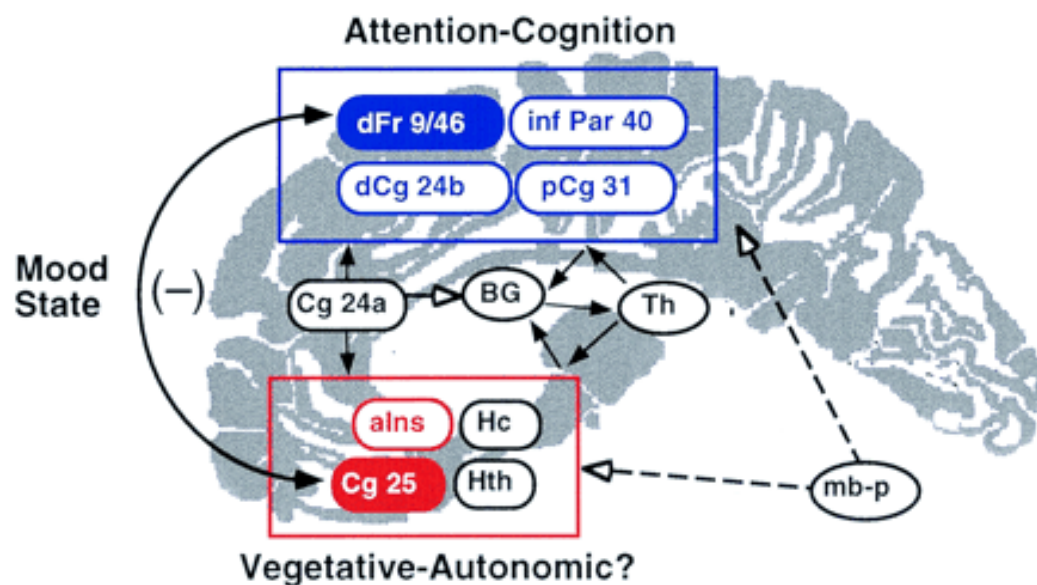 Attention-Cognition
dFr 9/46 inf Par 40
dCg 24b pCg 31
Mood
State
(–)
Cg 24a BG Th
aIns Hc
Cg 25 Hth
mb-p
Vegetative-Autonomic?